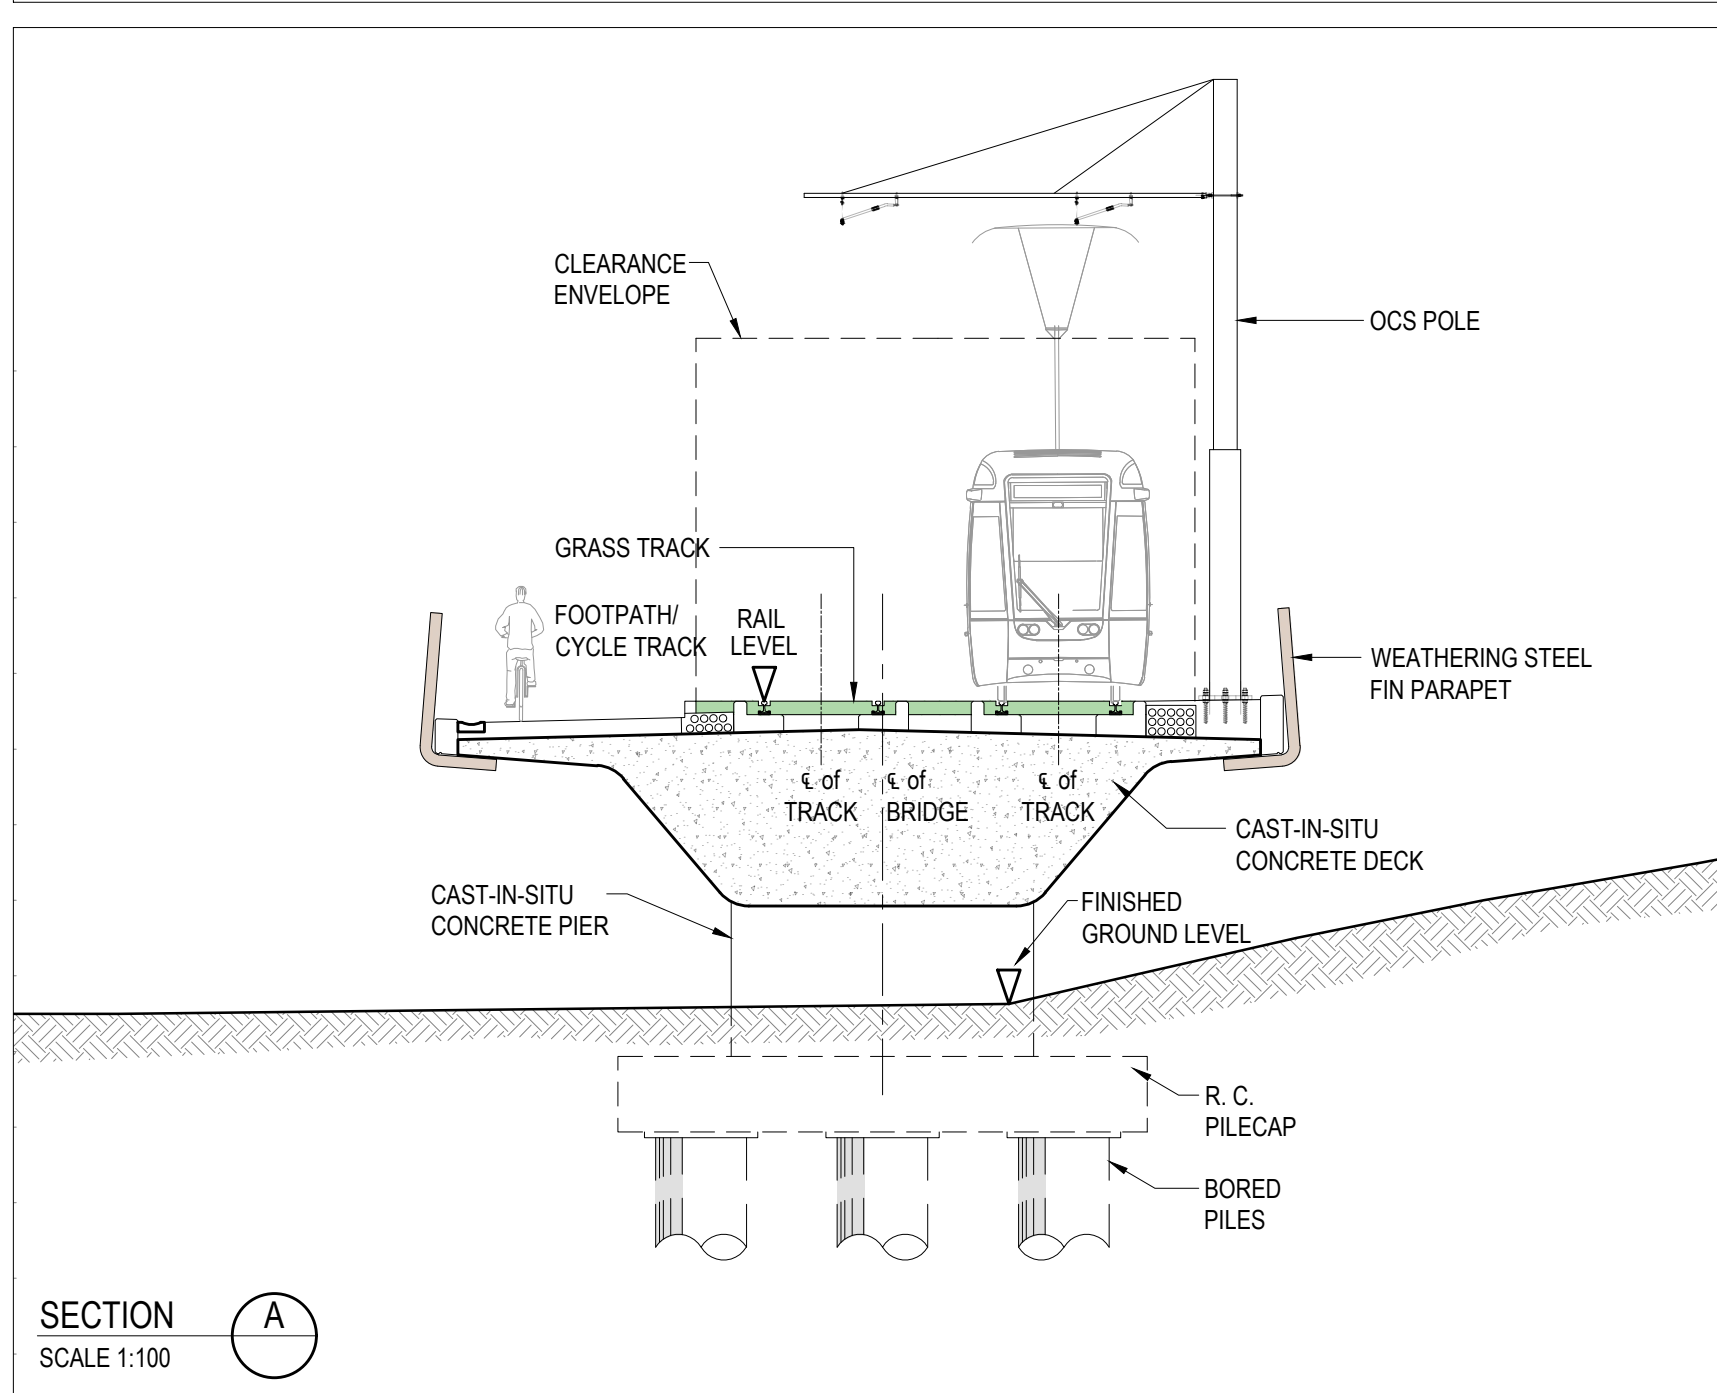 CLEARANCE
ENVELOPE
OCS POLE
GRASS TRACK
FOOTPATH/
CYCLE TRACK
RAIL
LEVEL
WEATHERING STEEL
FIN PARAPET
℄ of
TRACK
℄ of
BRIDGE
℄ of
TRACK
CAST-IN-SITU
CONCRETE DECK
CAST-IN-SITU
CONCRETE PIER
FINISHED
GROUND LEVEL
R. C.
PILECAP
BORED
PILES
SECTION
A
SCALE 1:100